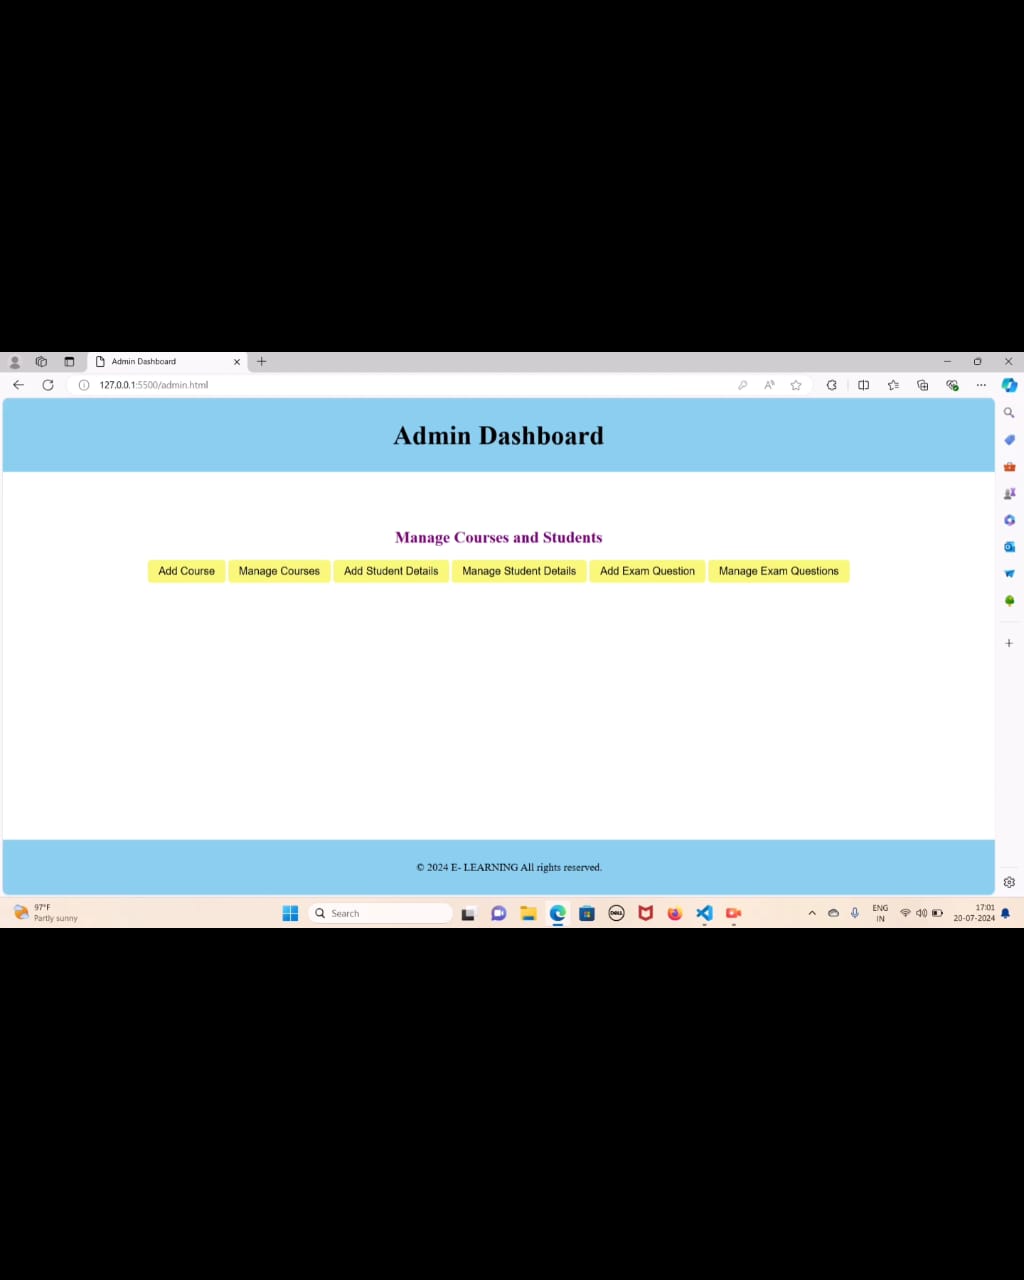 Admin Dashboard
127.0.0.1:5500/admin.html
Admin Dashboard
Manage Courses and Students
Add Course Manage Courses Add Student Details Manage Student Details Add Exam Question Manage Exam Questions
© 2024 E- LEARNING All rights reserved.
97°F
Partly sunny
Search
DELL
ENG
IN
17:01
20-07-2024